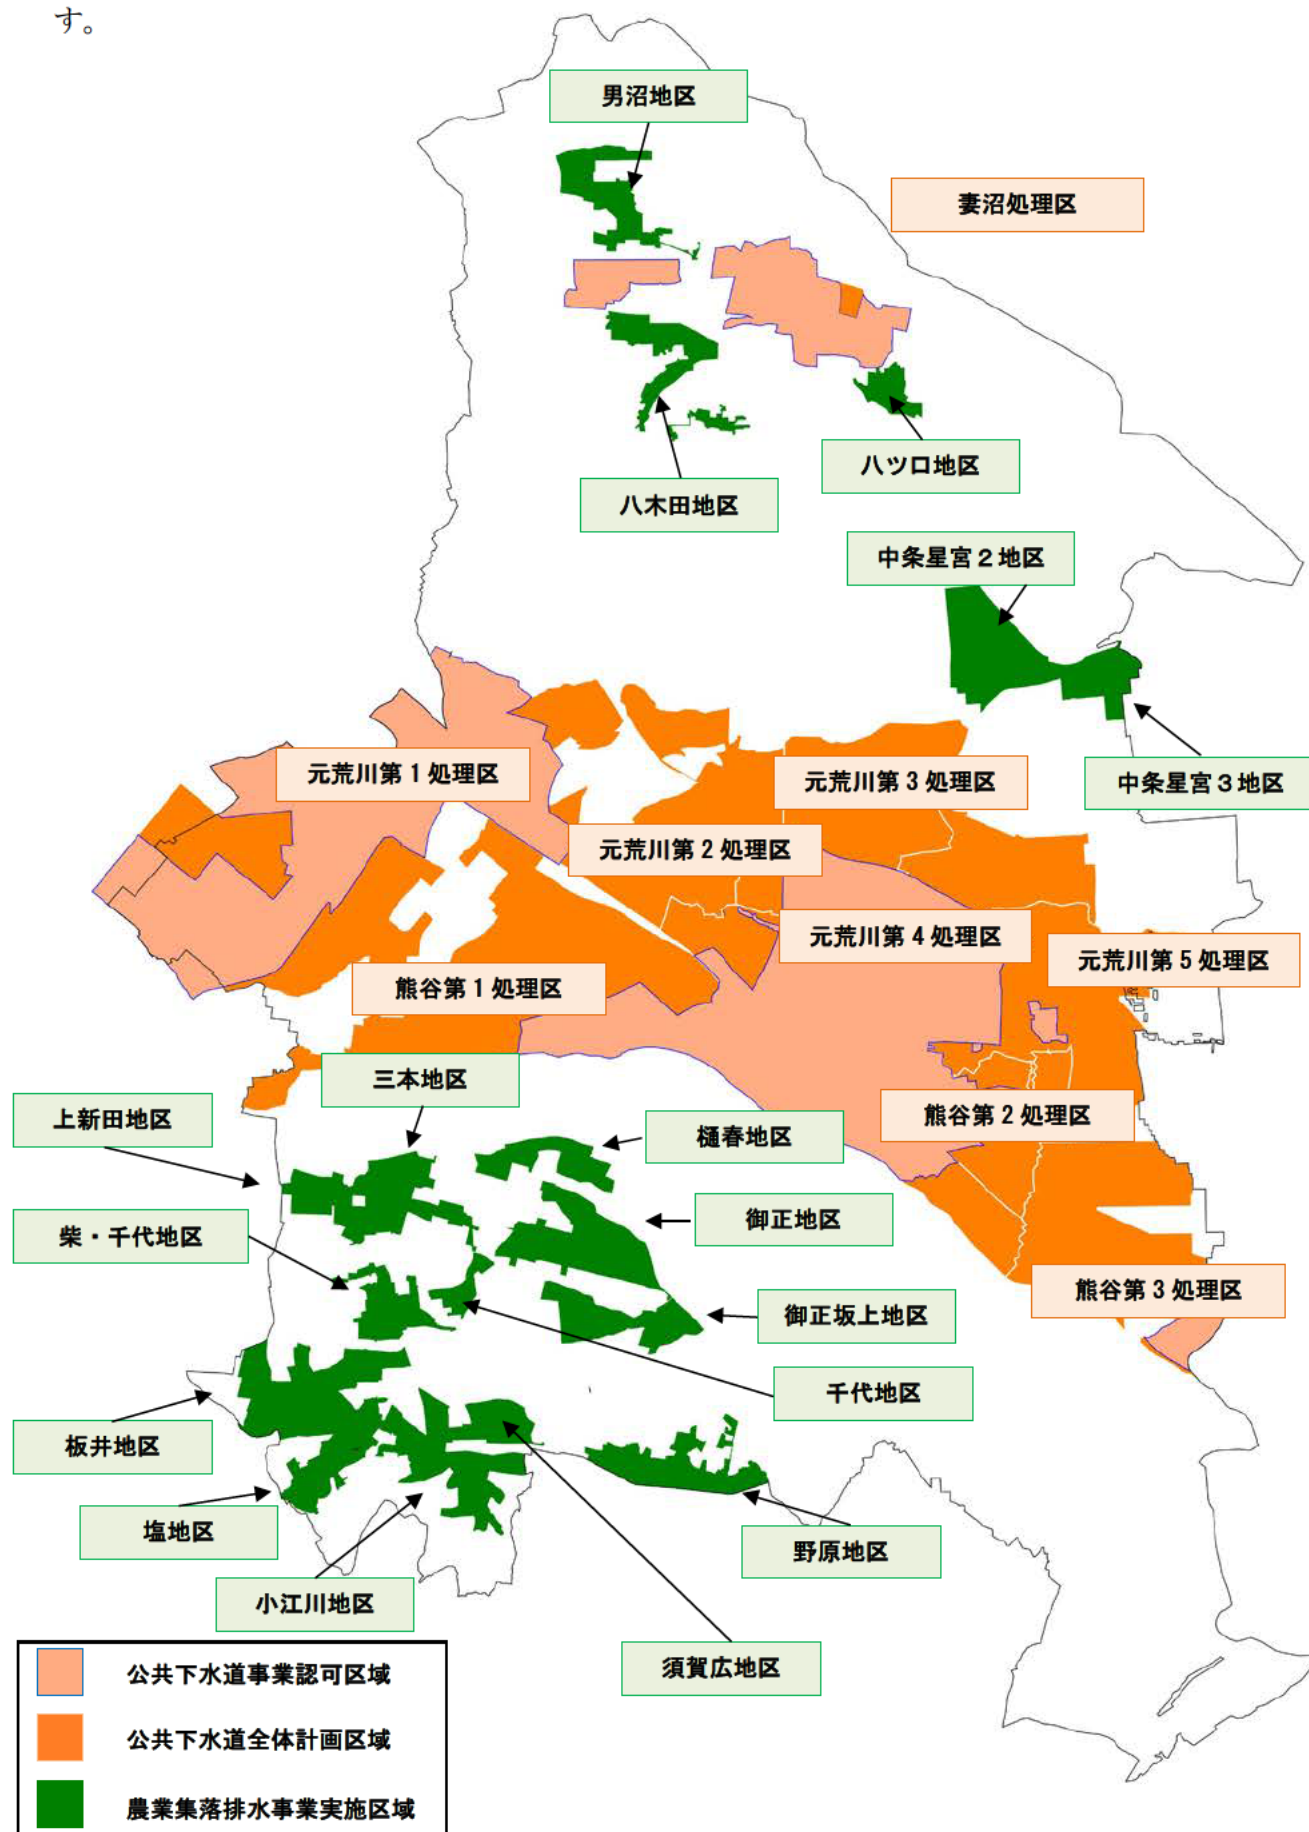 す。
男沼地区
妻沼処理区
八ツ口地区
八木田地区
中条星宮２地区
元荒川第１処理区
元荒川第３処理区
中条星宮３地区
元荒川第２処理区
元荒川第４処理区
元荒川第５処理区
熊谷第１処理区
三本地区
上新田地区
熊谷第２処理区
樋春地区
柴・千代地区
御正地区
熊谷第３処理区
御正坂上地区
千代地区
板井地区
塩地区
野原地区
小江川地区
須賀広地区
公共下水道事業認可区域
公共下水道全体計画区域
農業集落排水事業実施区域